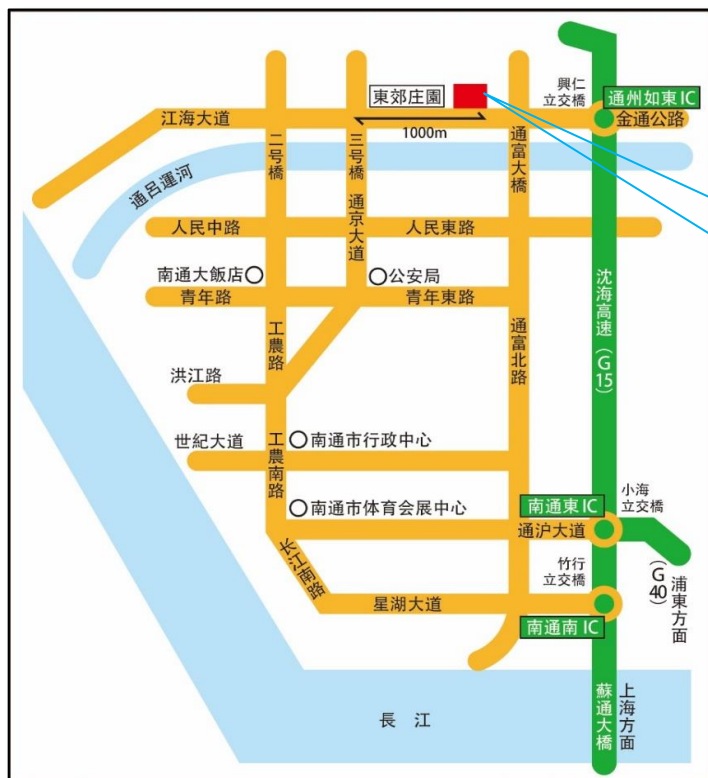 興仁
立交橋
通州如東IC
東郊庄園
江海大道
1000m
金通公路
二号橋
三号橋
通富大橋
通呂運河
通京大道
人民中路
人民東路
南通大飯店
公安局
青年路
青年東路
沈海高速(G15)
工農路
通富北路
洪江路
世紀大道
南通市行政中心
工農南路
小海
立交橋
南通市体育会展中心
南通東IC
通沪大道
长江南路
竹行
立交橋
(G40)
浦東方面
星湖大道
南通南IC
長 江
蘇通大橋
上海方面